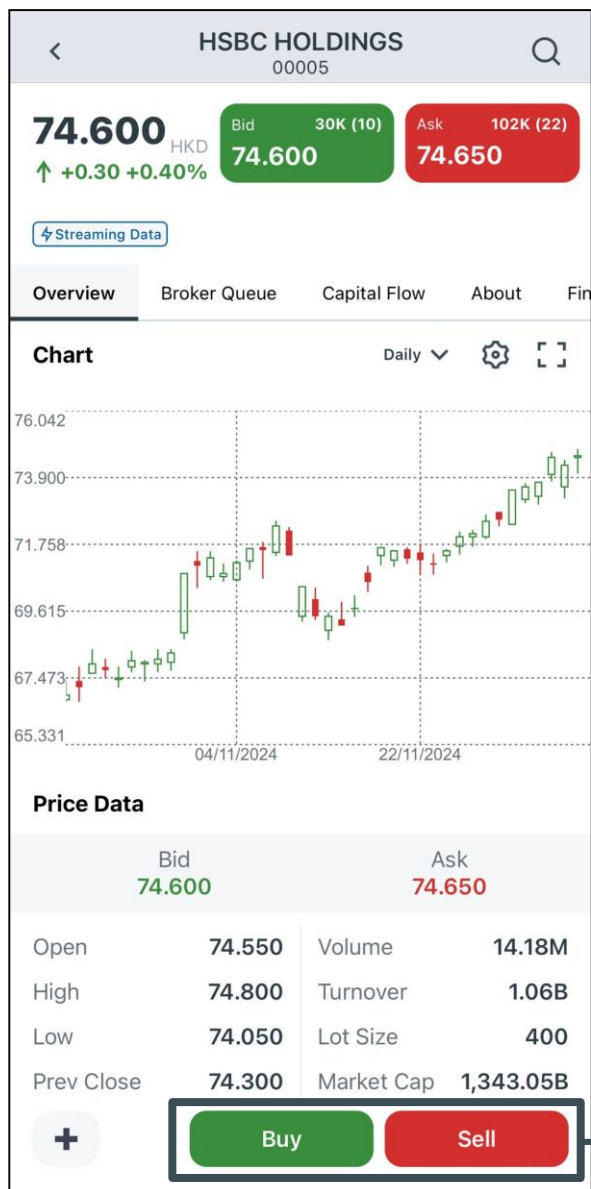 HSBC HOLDINGS
00005
74.600 HKD
+0.30 +0.40%
Bid 30K (10)
74.600
Ask 102K (22)
74.650
Streaming Data
Overview Broker Queue Capital Flow About Fin
Chart Daily
76.042
73.900
71.758
69.615
67.473
65.331
04/11/2024 22/11/2024
Price Data
Bid Ask
74.600 74.650
Open 74.550 Volume 14.18M
High 74.800 Turnover 1.06B
Low 74.050 Lot Size 400
Prev Close 74.300 Market Cap 1,343.05B
+ Buy Sell